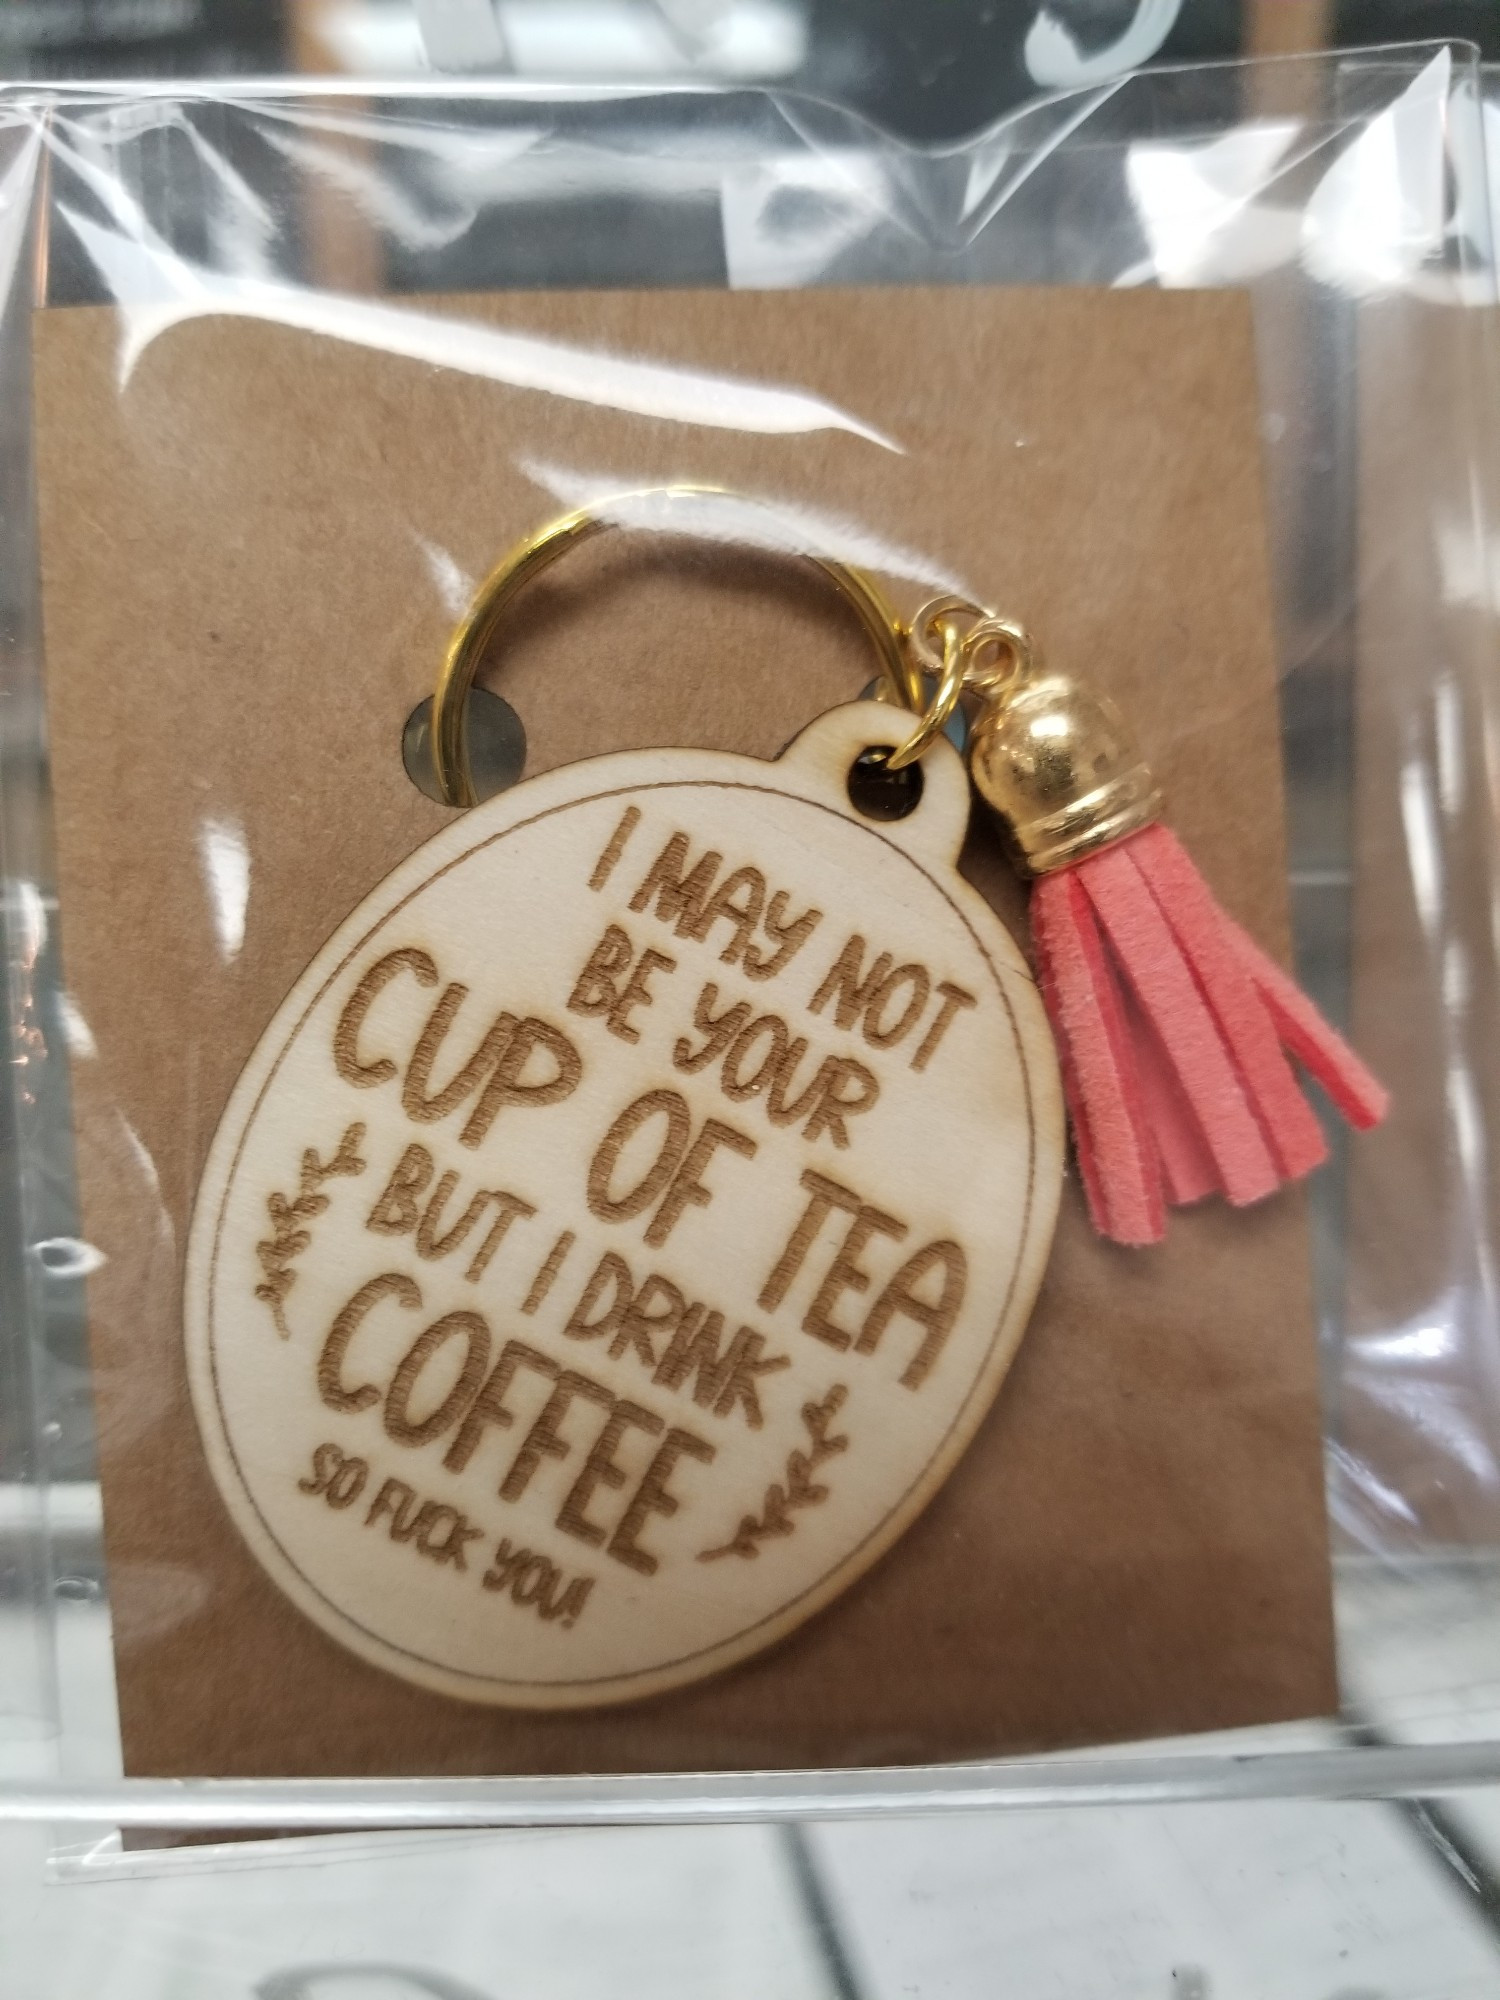 I MAY NOT
BE YOUR
CUP OF TEA
BUT I DRINK
COFFEE
SO FUCK YOU!